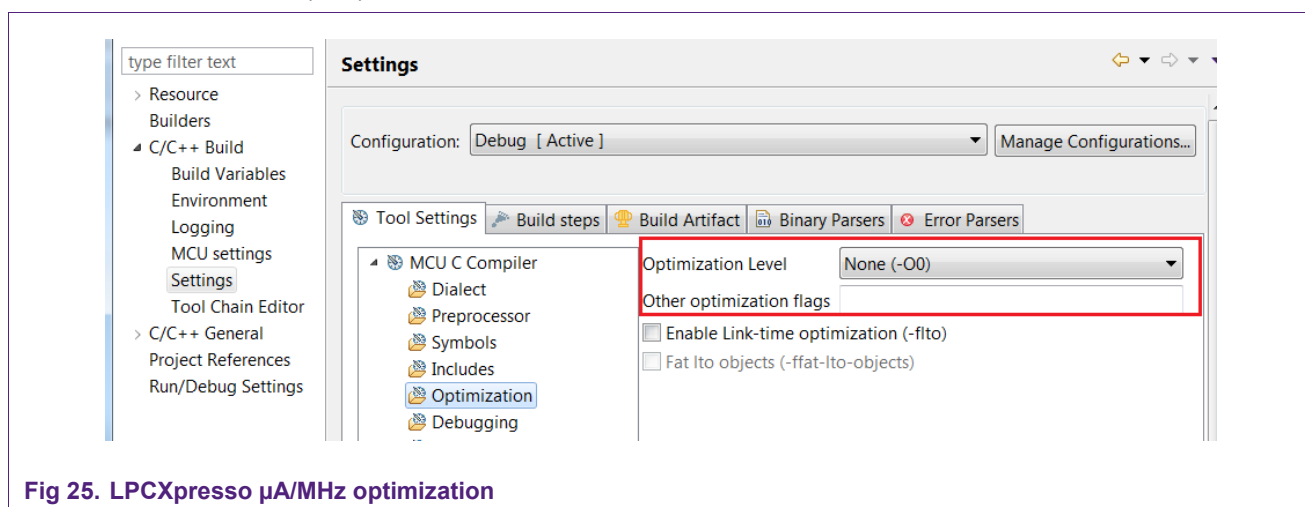 type filter text
Resource
Builders
C/C++ Build
Build Variables
Environment
Logging
MCU settings
Settings
Tool Chain Editor
C/C++ General
Project References
Run/Debug Settings
Settings
Configuration: Debug [ Active ] Manage Configurations...
Tool Settings Build steps Build Artifact Binary Parsers Error Parsers
MCU C Compiler
Dialect
Preprocessor
Symbols
Includes
Optimization
Debugging
Optimization Level None (-O0)
Other optimization flags
Enable Link-time optimization (-flto)
Fat lto objects (-ffat-lto-objects)
Fig 25. LPCXpresso µA/MHz optimization